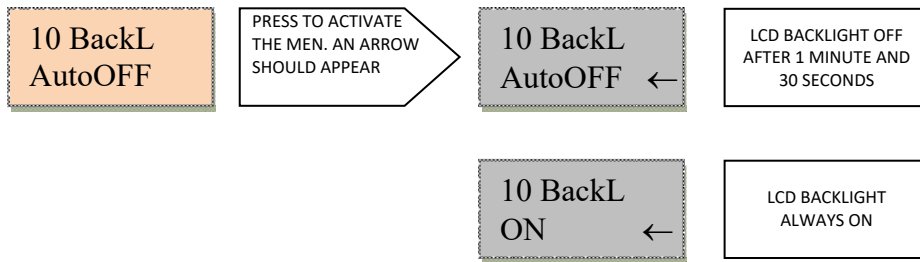 10 BackL
AutoOFF
PRESS TO ACTIVATE
THE MEN. AN ARROW
SHOULD APPEAR
10 BackL
AutoOFF ←
LCD BACKLIGHT OFF
AFTER 1 MINUTE AND
30 SECONDS
10 BackL
ON ←
LCD BACKLIGHT
ALWAYS ON